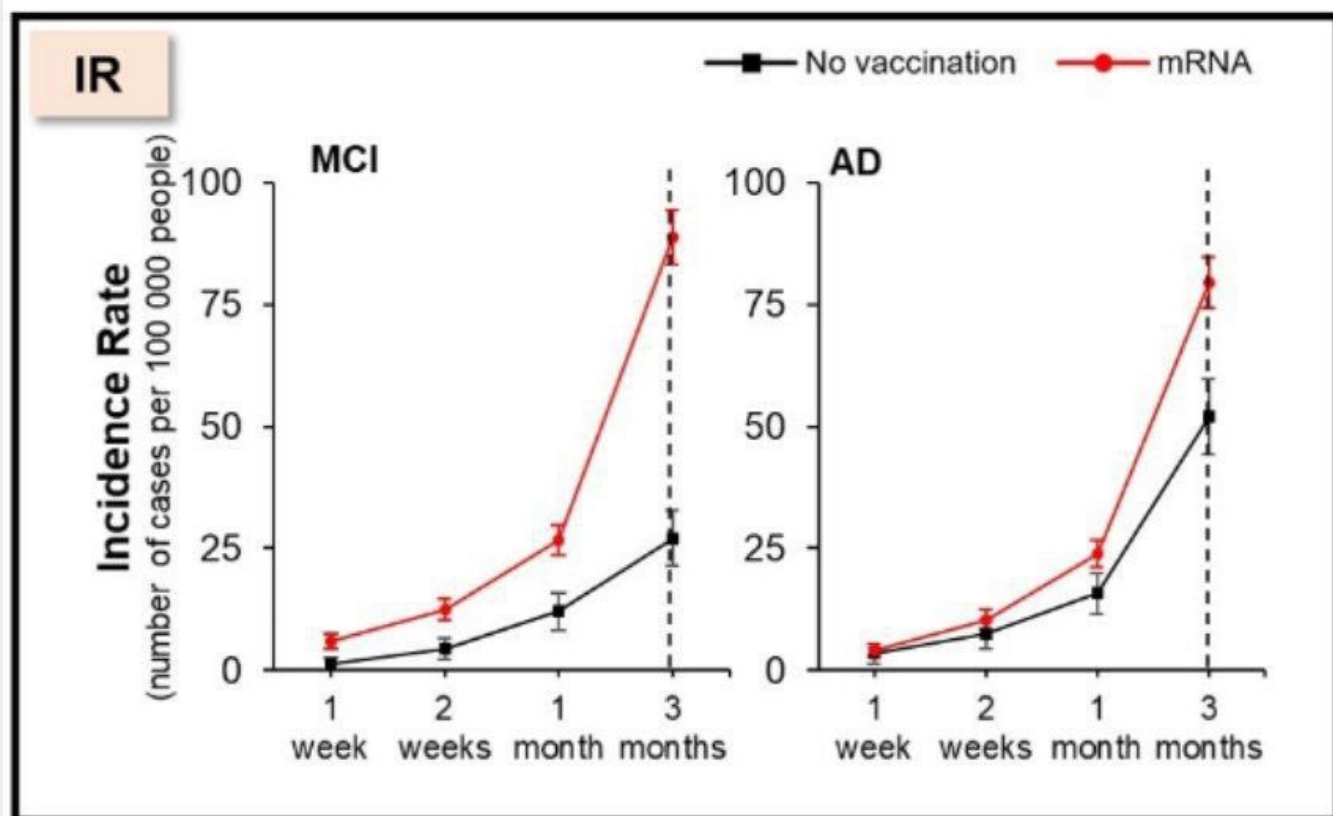 IR
No vaccination
mRNA
Incidence Rate
(number of cases per 100 000 people)
MCI
100
75
50
25
0
1 week
2 weeks
1 month
3 months
AD
100
75
50
25
0
1 week
2 weeks
1 month
3 months